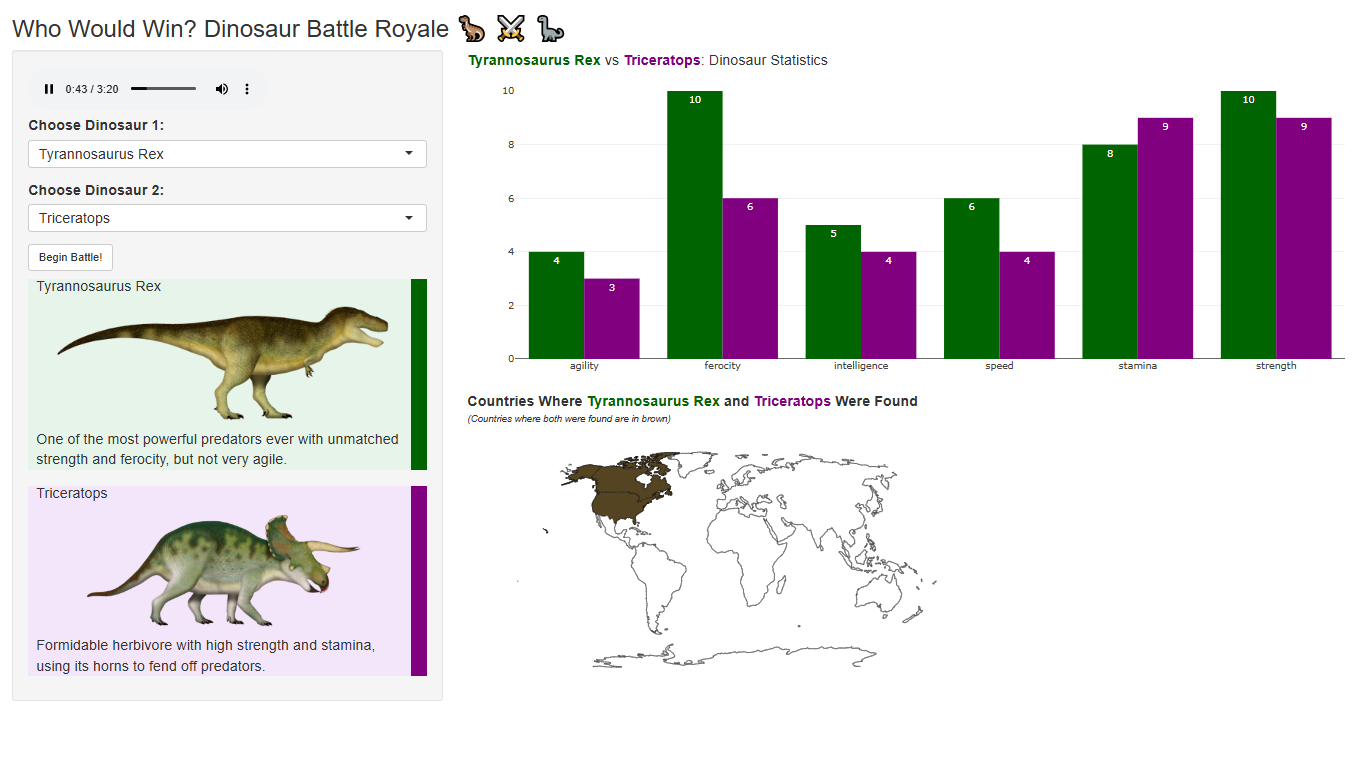 Who Would Win? Dinosaur Battle Royale
0:43 / 3:20
Choose Dinosaur 1:
Tyrannosaurus Rex
Choose Dinosaur 2:
Triceratops
Begin Battle!
Tyrannosaurus Rex
One of the most powerful predators ever with unmatched
strength and ferocity, but not very agile.
Triceratops
Formidable herbivore with high strength and stamina,
using its horns to fend off predators.
Tyrannosaurus Rex vs Triceratops: Dinosaur Statistics
10
8
6
4
2
0
4
3
10
6
5
4
6
4
8
9
10
9
agility
ferocity
intelligence
speed
stamina
strength
Countries Where Tyrannosaurus Rex and Triceratops Were Found
(Countries where both were found are in brown)